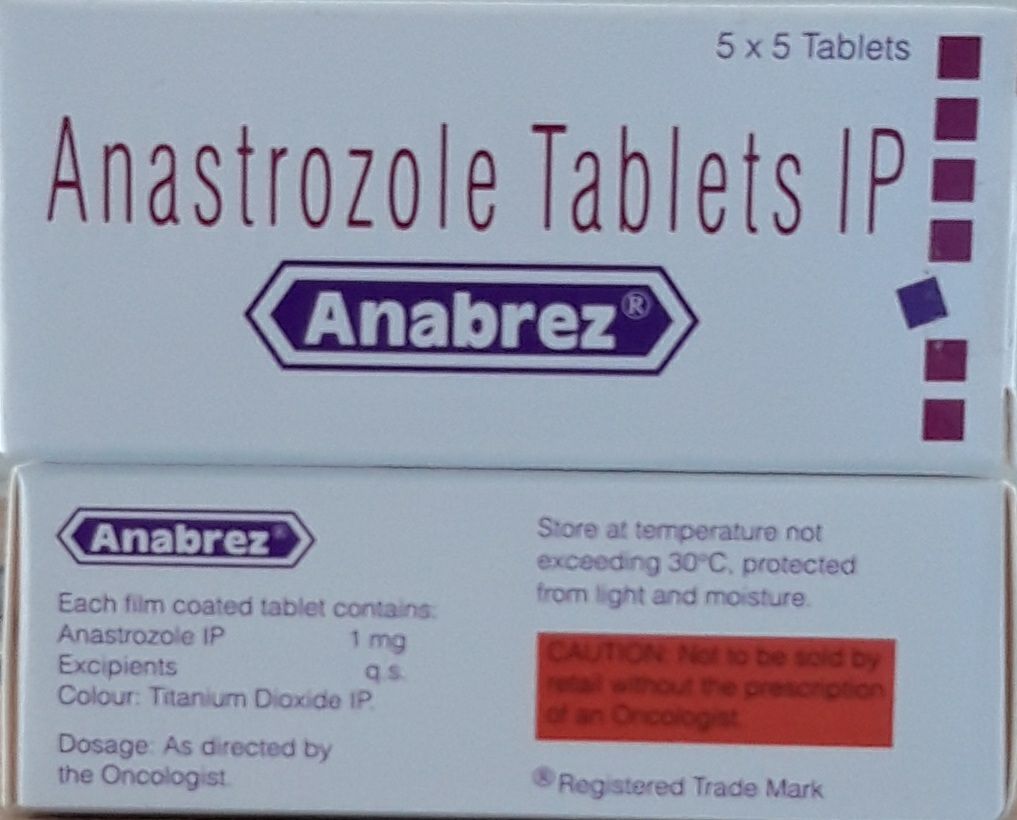 5 x 5 Tablets
Anastrozole Tablets IP
Anabrez®
Anabrez®
Each film coated tablet contains:
Anastrozole IP 1 mg
Excipients q.s.
Colour: Titanium Dioxide IP.
Dosage: As directed by
the Oncologist.
Store at temperature not
exceeding 30°C, protected
from light and moisture.
CAUTION: Not to be sold by
retail without the prescription
of an Oncologist.
® Registered Trade Mark